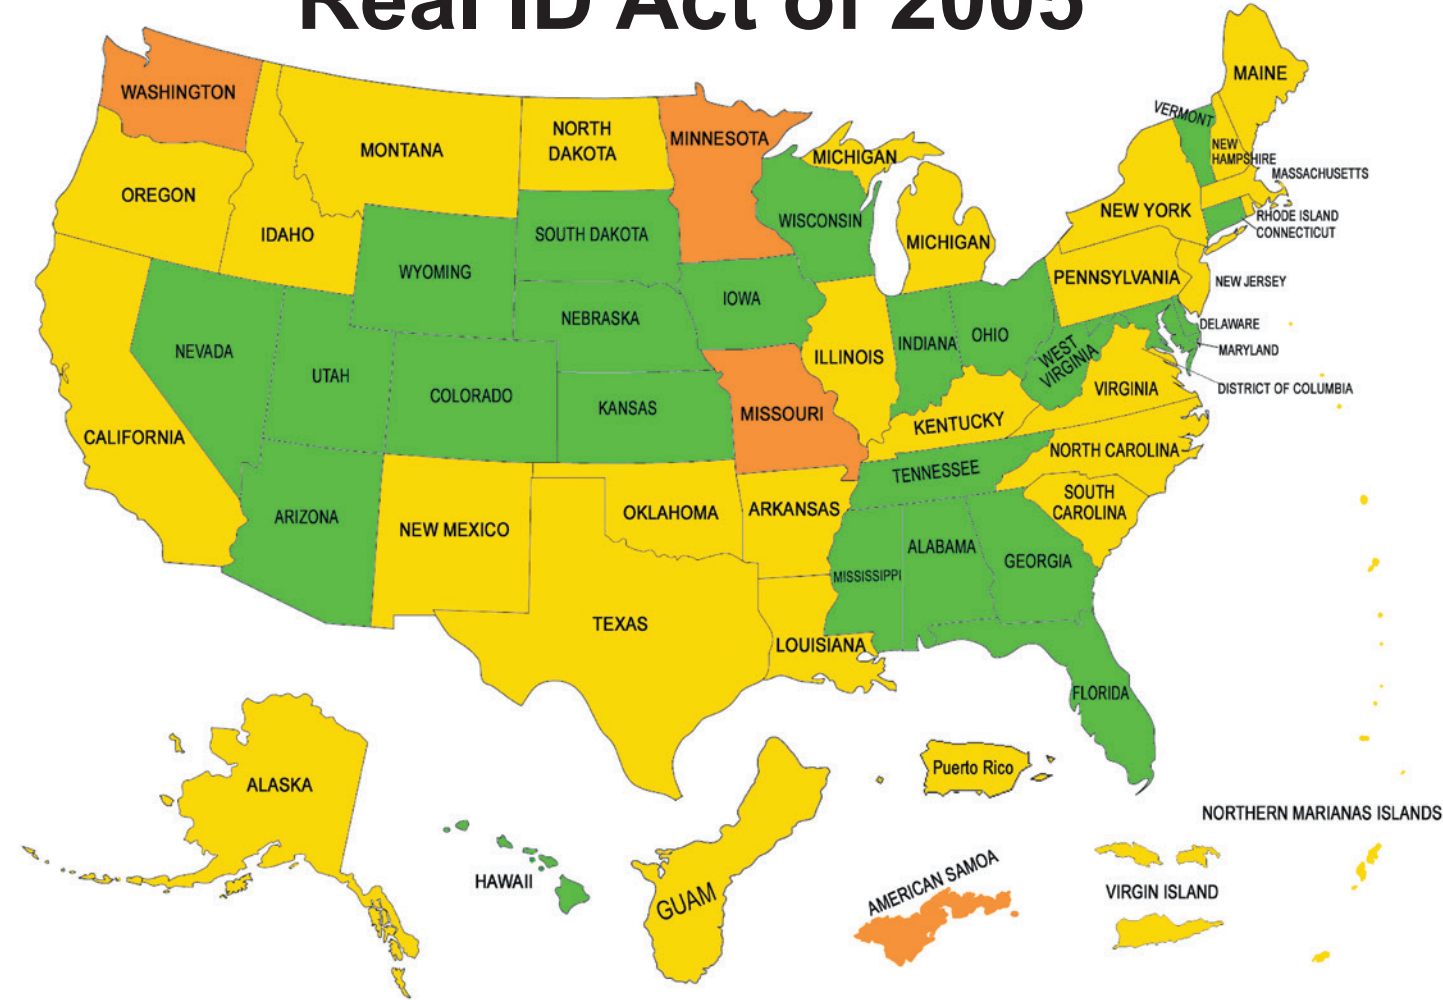 Real ID Act of 2005
WASHINGTON
MONTANA
NORTH
DAKOTA
MINNESOTA
MICHIGAN
VERMONT
MAINE
NEW
HAMPSHIRE
MASSACHUSETTS
OREGON
IDAHO
SOUTH DAKOTA
WISCONSIN
MICHIGAN
NEW YORK
RHODE ISLAND
CONNECTICUT
WYOMING
IOWA
PENNSYLVANIA
NEW JERSEY
NEBRASKA
NEVADA
UTAH
COLORADO
KANSAS
ILLINOIS
INDIANA
OHIO
WEST
VIRGINIA
DELAWARE
MARYLAND
DISTRICT OF COLUMBIA
VIRGINIA
CALIFORNIA
MISSOURI
KENTUCKY
NORTH CAROLINA
TENNESSEE
SOUTH
CAROLINA
ARIZONA
NEW MEXICO
OKLAHOMA
ARKANSAS
MISSISSIPPI
ALABAMA
GEORGIA
TEXAS
LOUISIANA
FLORIDA
ALASKA
HAWAII
GUAM
Puerto Rico
AMERICAN SAMOA
NORTHERN MARIANAS ISLANDS
VIRGIN ISLAND